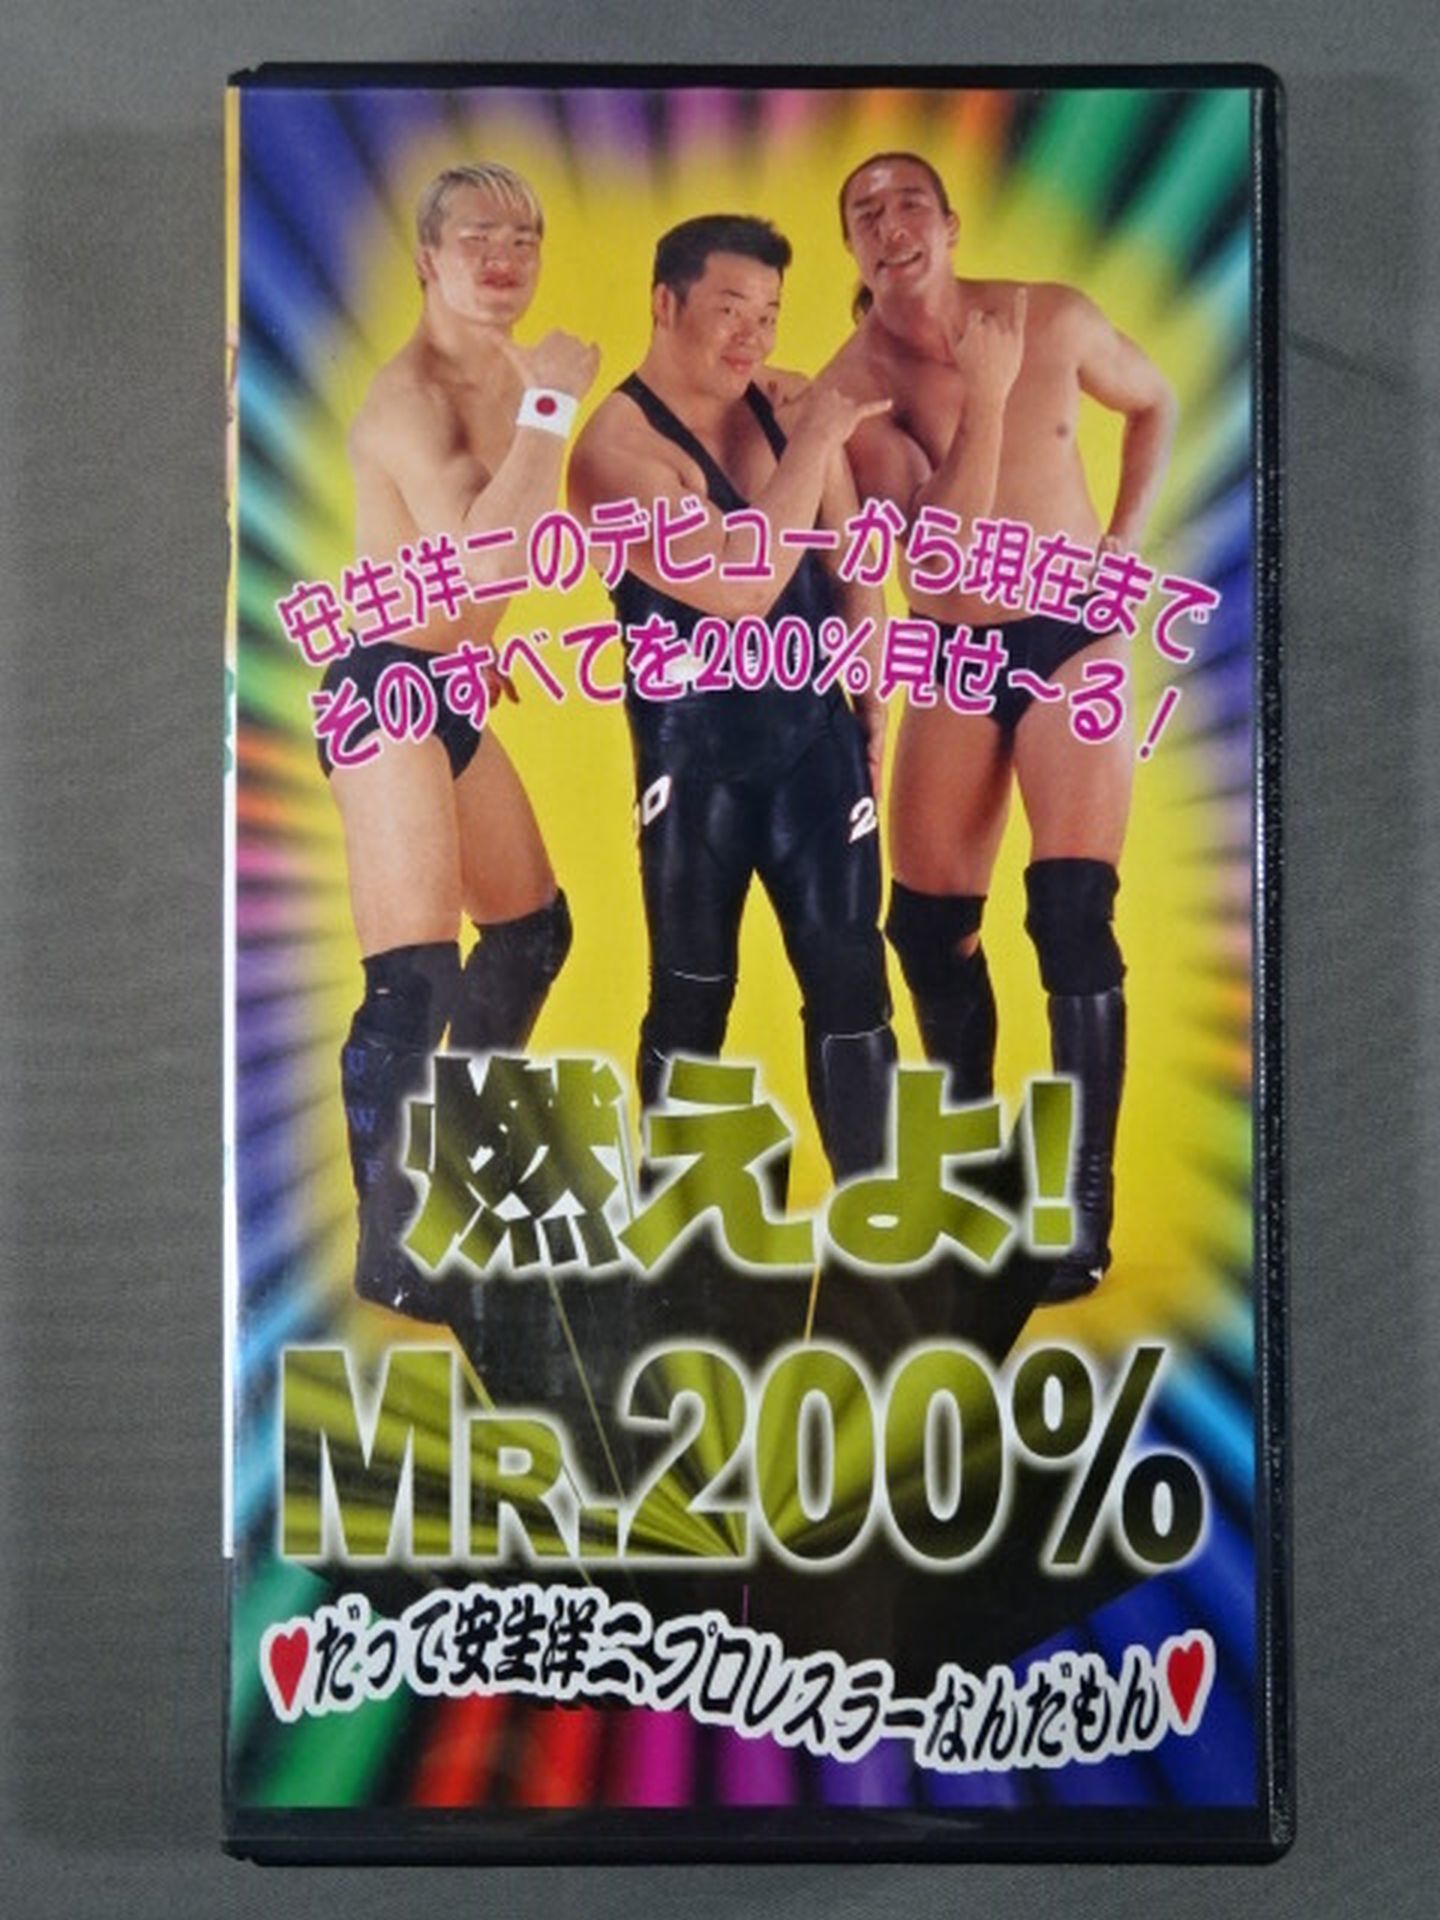 安生洋二のデビューから現在まで
そのすべてを200%見せ〜る!
燃えよ!
MR.200%
♥だって安生洋二、プロレスラーなんだもん♥
UWF
2